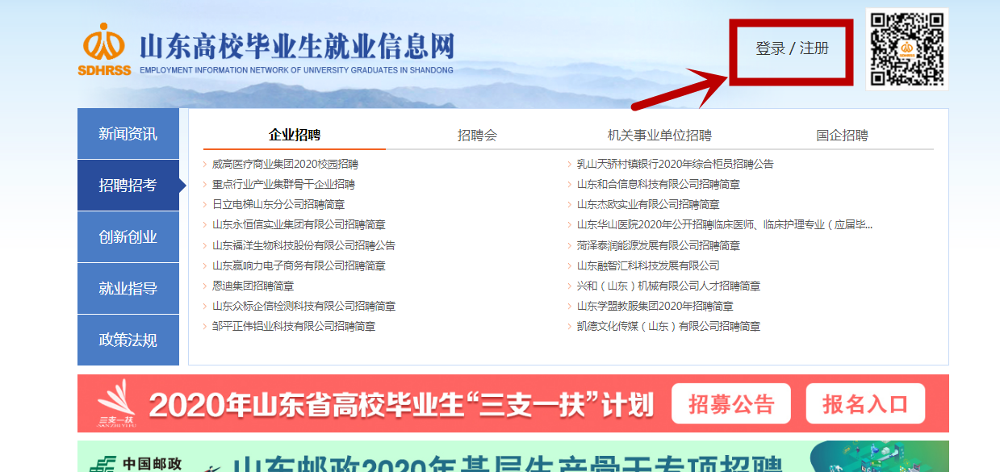 SDHRSS
山东高校毕业生就业信息网
EMPLOYMENT INFORMATION NETWORK OF UNIVERSITY GRADUATES IN SHANDONG
登录 / 注册
新闻资讯
招聘招考
创新创业
就业指导
政策法规
企业招聘 招聘会 机关事业单位招聘 国企招聘
威高医疗商业集团2020校园招聘
重点行业产业集群骨干企业招聘
日立电梯山东分公司招聘简章
山东永恒信实业集团有限公司招聘简章
山东福洋生物科技股份有限公司招聘公告
山东赢响力电子商务有限公司招聘简章
恩迪集团招聘简章
山东众标企信检测科技有限公司招聘简章
邹平正伟铝业科技有限公司招聘简章
乳山天骄村镇银行2020年综合柜员招聘公告
山东和合信息科技有限公司招聘简章
山东杰欧实业有限公司招聘简章
山东华山医院2020年公开招聘临床医师、临床护理专业（应届毕...
菏泽泰润能源发展有限公司招聘简章
山东融智汇科科技发展有限公司
兴和（山东）机械有限公司人才招聘简章
山东学盟教服集团2020年招聘简章
凯德文化传媒（山东）有限公司招聘简章
三支一扶
SANZHIYIFU
2020年山东省高校毕业生“三支一扶”计划
招募公告
报名入口
中国邮政
山东邮政2020年基层生产骨干专项招聘